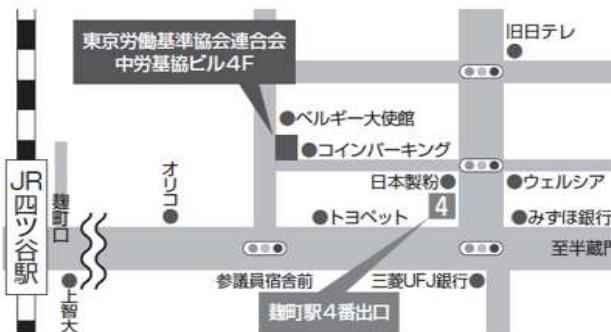 東京労働基準協会連合会
中労基協ビル4F
旧日テレ
ベルギー大使館
コインパーキング
オリコ
日本製粉
ウェルシア
4
JR四ツ谷駅
麹町口
トヨペット
みずほ銀行
至半蔵門
上智大
参議員宿舎前
三菱UFJ銀行
麹町駅4番出口